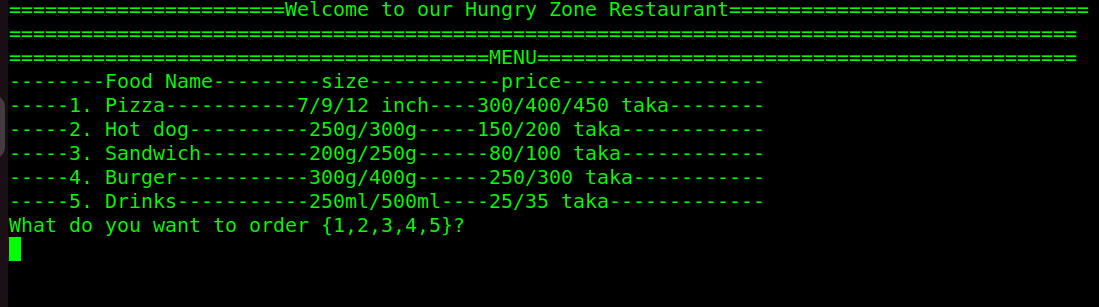 =======================Welcome to our Hungry Zone Restaurant==============================
=========================================================================================
========================================MENU=============================================
--------Food Name---------size-----------price-----------------
-----1. Pizza-----------7/9/12 inch----300/400/450 taka--------
-----2. Hot dog----------250g/300g-----150/200 taka------------
-----3. Sandwich---------200g/250g------80/100 taka------------
-----4. Burger-----------300g/400g------250/300 taka-----------
-----5. Drinks-----------250ml/500ml----25/35 taka-------------
What do you want to order {1,2,3,4,5}?